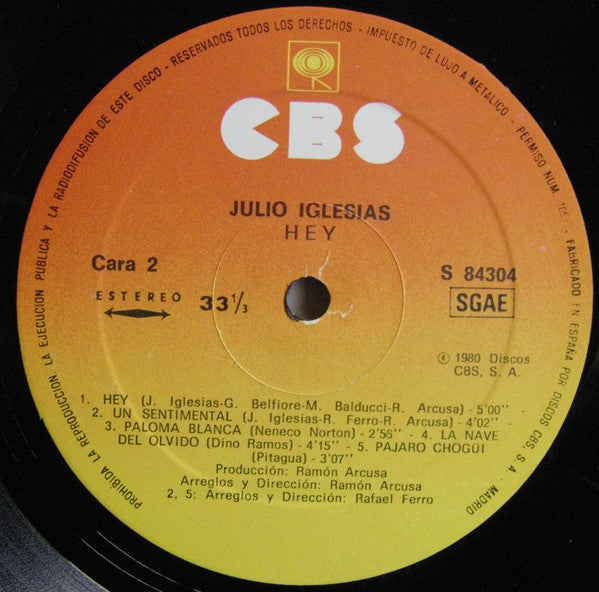 PROHIBIDA LA REPRODUCCION, LA EJECUCION PUBLICA Y LA RADIODIFUSION DE ESTE DISCO - RESERVADOS TODOS LOS DERECHOS - IMPUESTO DE LUJO A METALICO - PERMISO NUM. - FABRICADO EN ESPAÑA POR DISCOS CBS, S. A. - MADRID
CBS
JULIO IGLESIAS
HEY
Cara 2
S 84304
ESTEREO
33 1/3
SGAE
℗ 1980 Discos
CBS, S. A.
1. HEY (J. Iglesias-G. Belfiore-M. Balducci-R. Arcusa) - 5'00'' -
2. UN SENTIMENTAL (J. Iglesias-R. Ferro-R. Arcusa) - 4'02''
3. PALOMA BLANCA (Neneco Norton) - 2'56'' - 4. LA NAVE
DEL OLVIDO (Dino Ramos) - 4'15'' - 5. PAJARO CHOGÜI
(Pitagua) - 3'07''
Producción: Ramón Arcusa
Arreglos y Dirección: Ramón Arcusa
2, 5: Arreglos y Dirección: Rafael Ferro